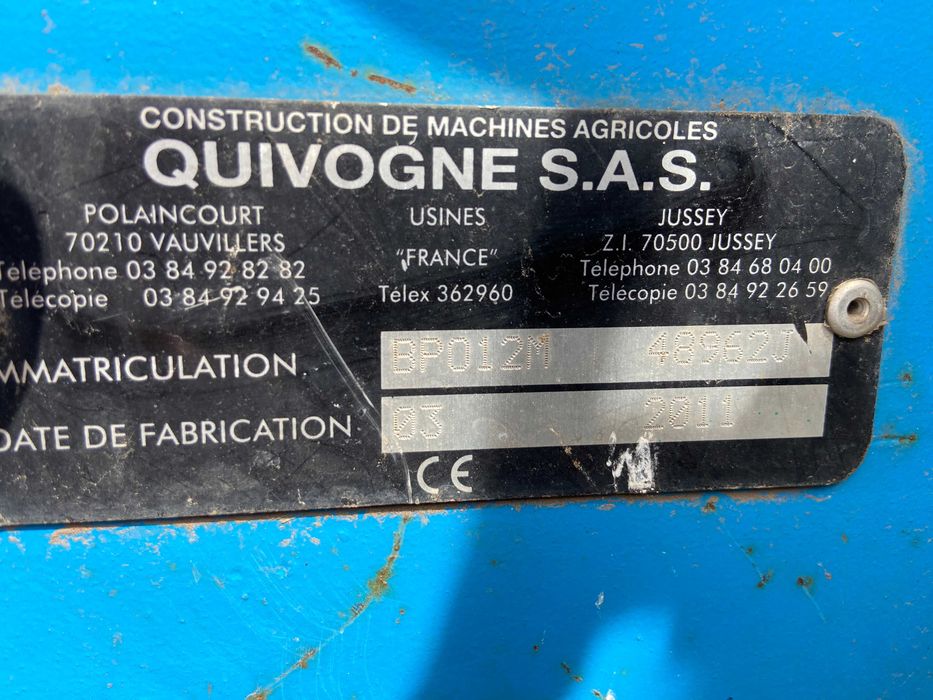 CONSTRUCTION DE MACHINES AGRICOLES
QUIVOGNE S.A.S.
POLAINCOURT USINES JUSSEY
70210 VAUVILLERS "FRANCE" Z.I. 70500 JUSSEY
Téléphone 03 84 92 82 82 Téléphone 03 84 68 04 00
Télécopie 03 84 92 94 25 Télex 362960 Télécopie 03 84 92 26 59
MMATRICULATION BP012M 48962J
DATE DE FABRICATION 03 2011
CE